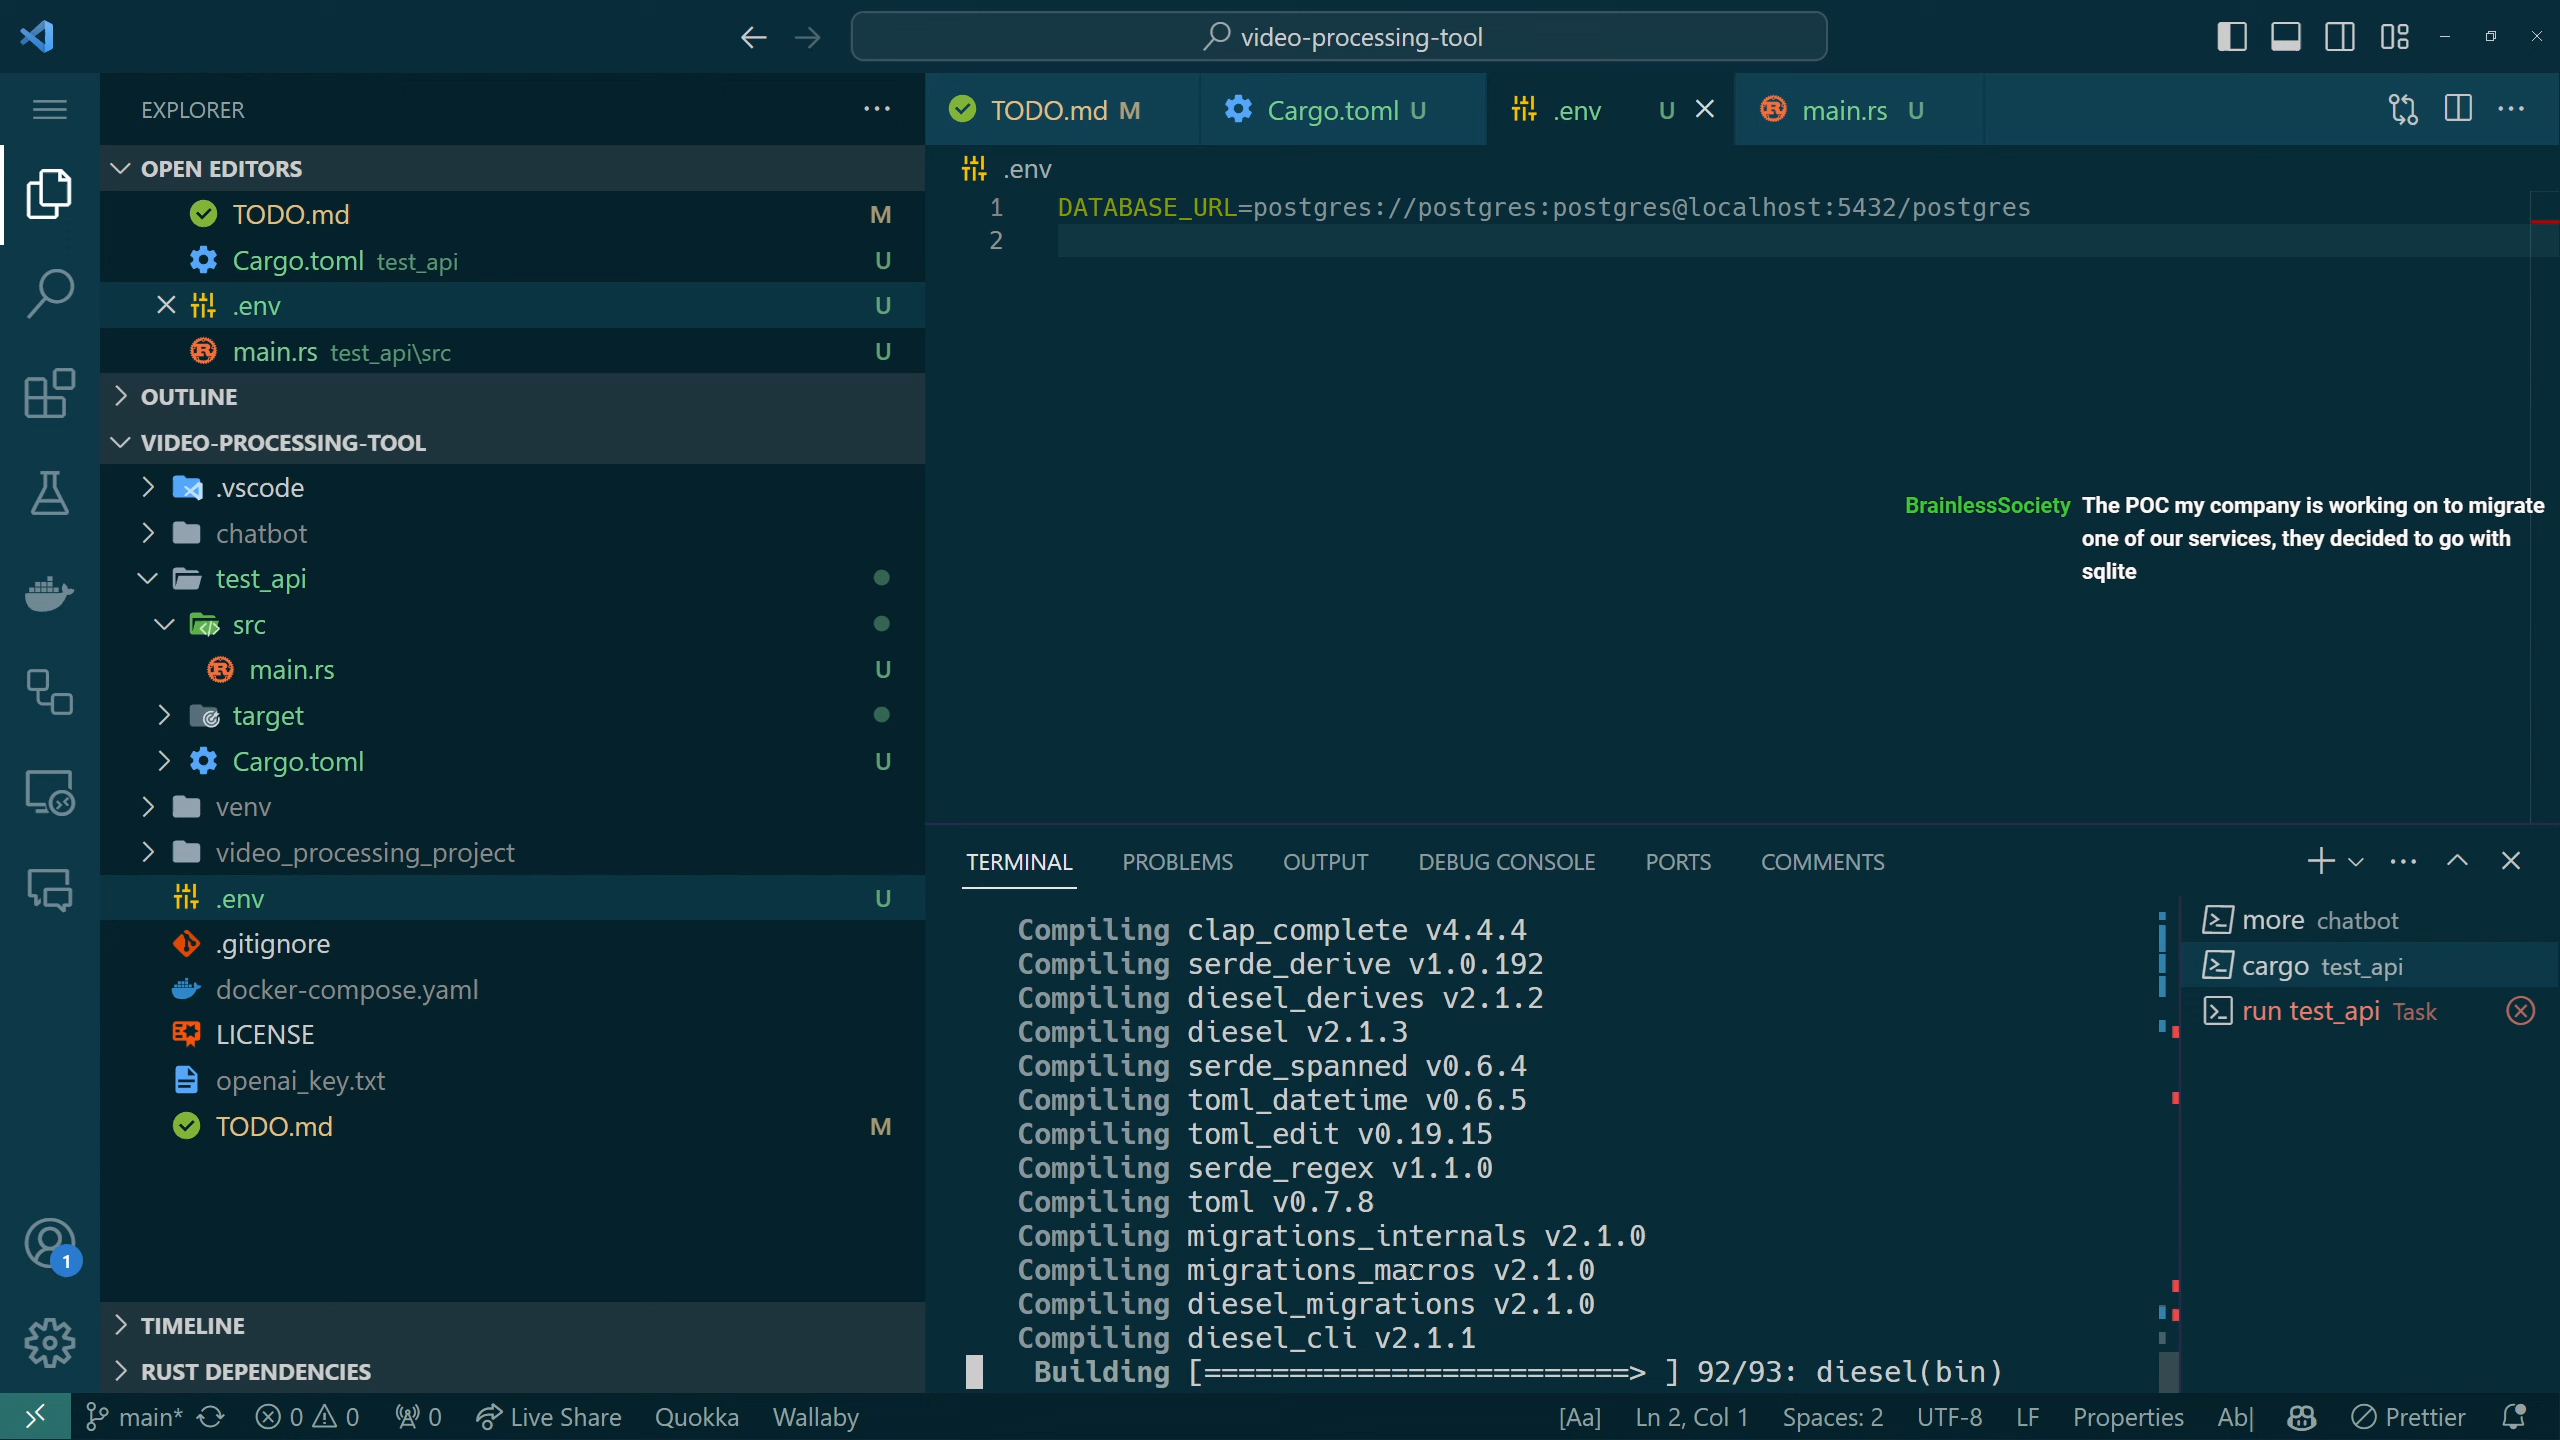 video-processing-tool
EXPLORER
OPEN EDITORS
TODO.md M
Cargo.toml test_api U
.env U
main.rs test_api\src U
OUTLINE
VIDEO-PROCESSING-TOOL
.vscode
chatbot
test_api
src
main.rs U
target
Cargo.toml U
venv
video_processing_project
.env U
.gitignore
docker-compose.yaml
LICENSE
openai_key.txt
TODO.md M
TIMELINE
RUST DEPENDENCIES
1
TODO.md M Cargo.toml U .env U main.rs U
.env
1 DATABASE_URL=postgres://postgres:postgres@localhost:5432/postgres
2
BrainlessSociety The POC my company is working on to migrate
one of our services, they decided to go with
sqlite
TERMINAL PROBLEMS OUTPUT DEBUG CONSOLE PORTS COMMENTS
Compiling clap_complete v4.4.4
Compiling serde_derive v1.0.192
Compiling diesel_derives v2.1.2
Compiling diesel v2.1.3
Compiling serde_spanned v0.6.4
Compiling toml_datetime v0.6.5
Compiling toml_edit v0.19.15
Compiling serde_regex v1.1.0
Compiling toml v0.7.8
Compiling migrations_internals v2.1.0
Compiling migrations_macros v2.1.0
Compiling diesel_migrations v2.1.0
Compiling diesel_cli v2.1.1
Building [=========================> ] 92/93: diesel(bin)
more chatbot
cargo test_api
run test_api Task
main* 0 0 0 Live Share Quokka Wallaby [Aa] Ln 2, Col 1 Spaces: 2 UTF-8 LF Properties Ab| Prettier